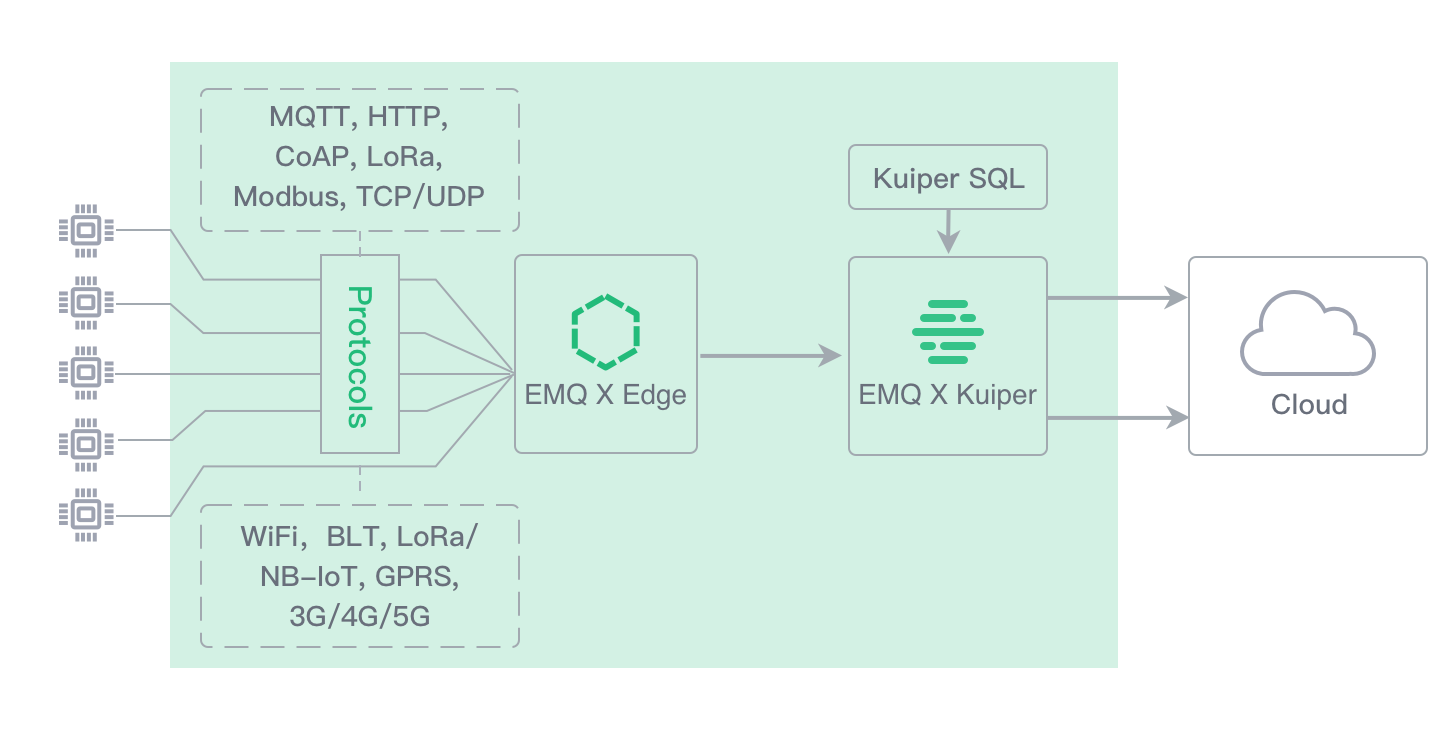 MQTT, HTTP,
CoAP, LoRa,
Modbus, TCP/UDP
Protocols
WiFi，BLT, LoRa/
NB–IoT, GPRS,
3G/4G/5G
EMQ X Edge
Kuiper SQL
EMQ X Kuiper
Cloud